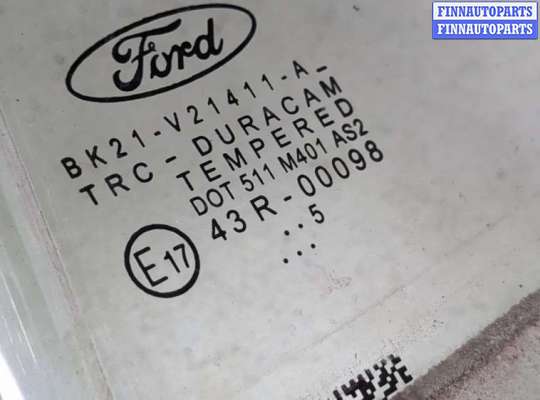 FINNAUTOPARTS
FINNAUTOPARTS
Ford
BK21-V21411-A-
TRC-DURACAM
TEMPERED
DOT 511 M401 AS2
43R-00098
E17
..5
...